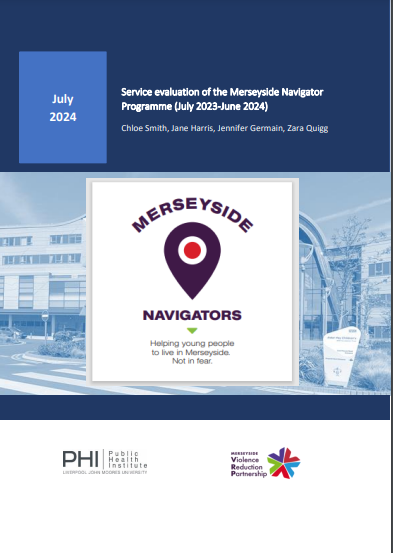 July
2024
Service evaluation of the Merseyside Navigator
Programme (July 2023-June 2024)
Chloe Smith, Jane Harris, Jennifer Germain, Zara Quigg
MERSEYSIDE
NAVIGATORS
Helping young people
to live in Merseyside.
Not in fear.
PHI Public
Health
Institute
LIVERPOOL JOHN MOORES UNIVERSITY
MERSEYSIDE
Violence
Reduction
Partnership